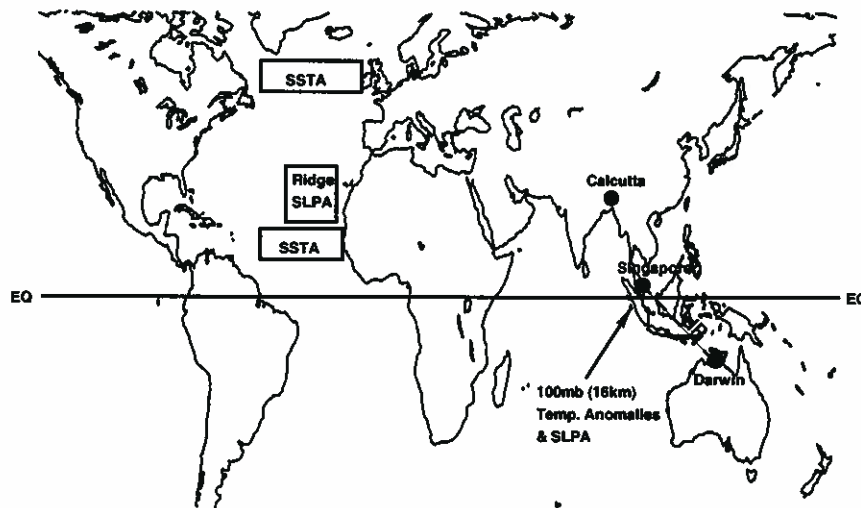 SSTA
Ridge
SLPA
Calcutta
SSTA
Singapore
EQ
EQ
Darwin
100mb (16km)
Temp. Anomalies
& SLPA